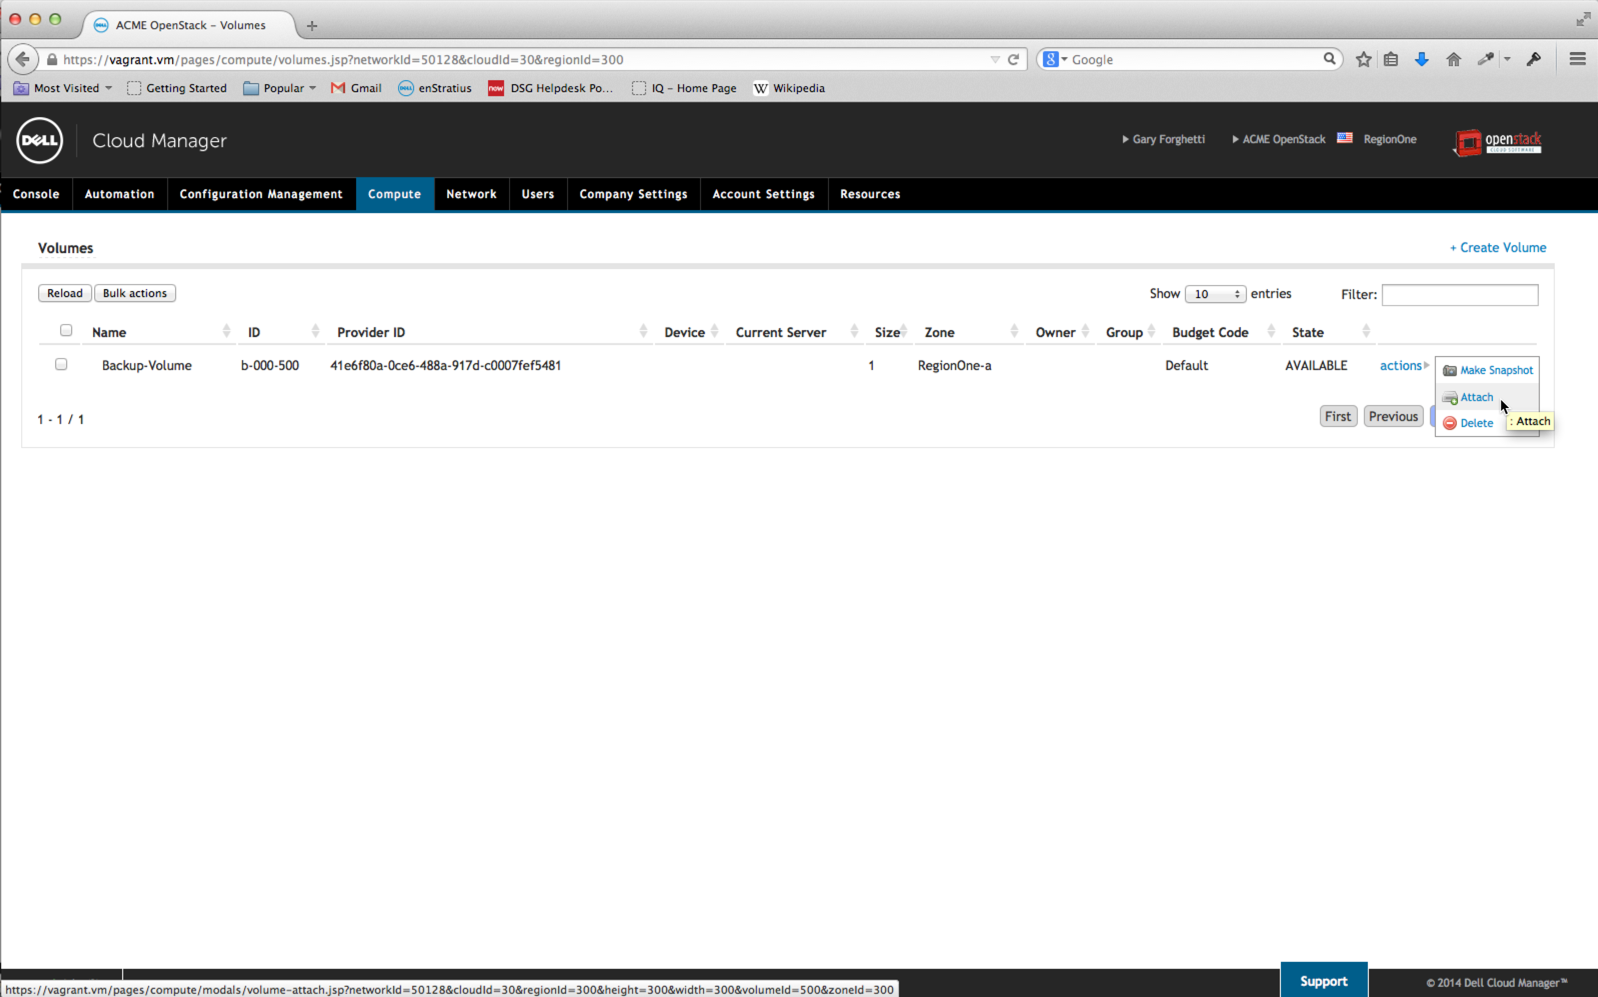 ACME OpenStack – Volumes
https://vagrant.vm/pages/compute/volumes.jsp?networkId=50128&cloudId=30&regionId=300
Google
Most Visited
Getting Started
Popular
Gmail
enStratius
DSG Helpdesk Po...
IQ – Home Page
Wikipedia
DELL
Cloud Manager
Gary Forghetti
ACME OpenStack
RegionOne
openstack
CLOUD SOFTWARE
Console
Automation
Configuration Management
Compute
Network
Users
Company Settings
Account Settings
Resources
Volumes
+ Create Volume
Reload
Bulk actions
Show 10 entries
Filter:
Name ID Provider ID Device Current Server Size Zone Owner Group Budget Code State
Backup-Volume b-000-500 41e6f80a-0ce6-488a-917d-c0007fef5481 1 RegionOne-a Default AVAILABLE actions
Make Snapshot
Attach
Delete
: Attach
1 - 1 / 1
First
Previous
https://vagrant.vm/pages/compute/modals/volume-attach.jsp?networkId=50128&cloudId=30&regionId=300&height=300&width=300&volumeId=500&zoneId=300
Support
© 2014 Dell Cloud Manager™